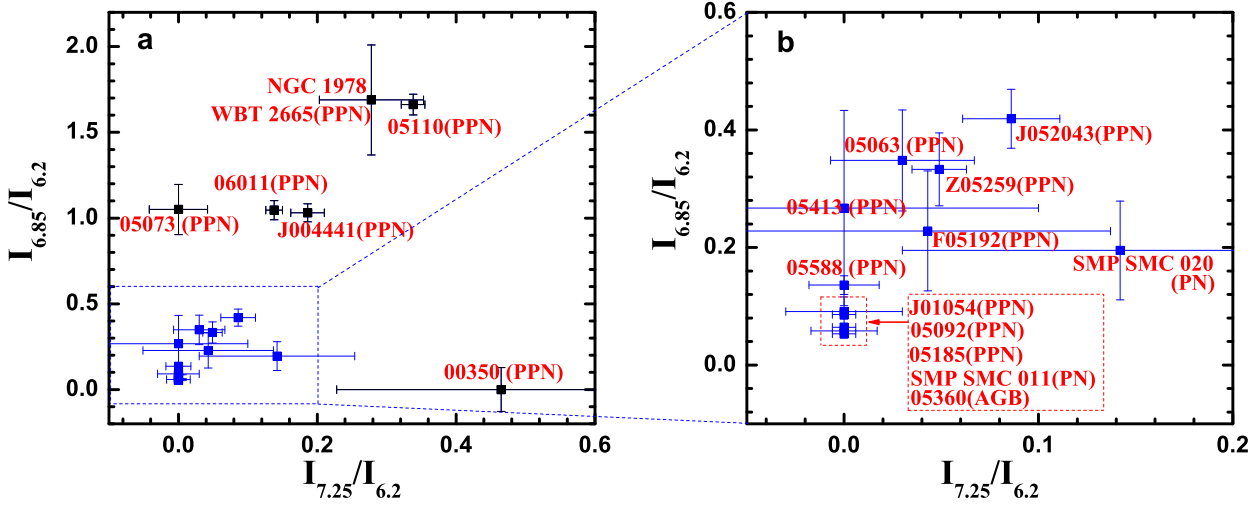 a
2.0
1.5
1.0
0.5
0.0
I6.85/I6.2
NGC 1978
WBT 2665(PPN)
05110(PPN)
06011(PPN)
05073 (PPN)
J004441(PPN)
00350 (PPN)
0.0
0.2
0.4
0.6
I7.25/I6.2
b
0.6
0.4
0.2
0.0
I6.85/I6.2
05063 (PPN)
J052043(PPN)
Z05259(PPN)
05413 (PPN)
F05192(PPN)
05588 (PPN)
SMP SMC 020
(PN)
J01054(PPN)
05092(PPN)
05185(PPN)
SMP SMC 011(PN)
05360(AGB)
0.0
0.1
0.2
I7.25/I6.2